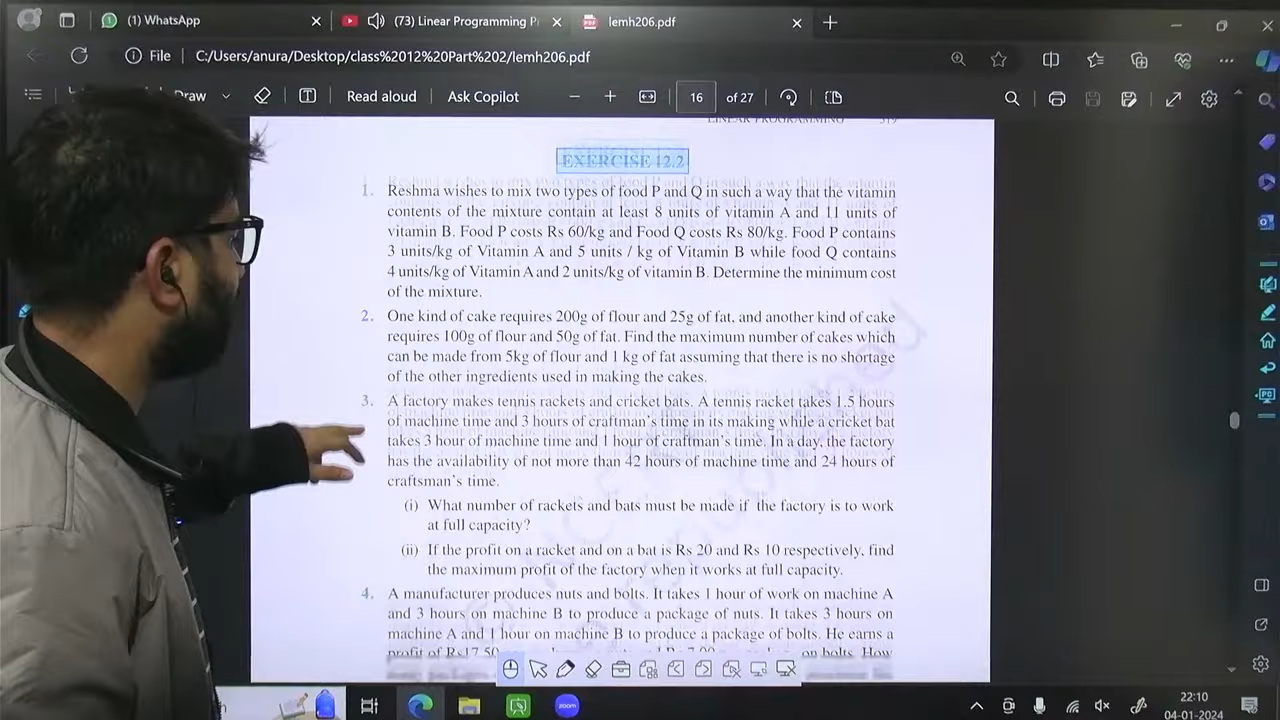 (1) WhatsApp
(73) Linear Programming P
lemh206.pdf
File
C:/Users/anura/Desktop/class%2012%20Part%202/lemh206.pdf
Draw
Read aloud
Ask Copilot
16
of 27
LINEAR PROGRAMMING 519
EXERCISE 12.2
1. Reshma wishes to mix two types of food P and Q in such a way that the vitamin
contents of the mixture contain at least 8 units of vitamin A and 11 units of
vitamin B. Food P costs Rs 60/kg and Food Q costs Rs 80/kg. Food P contains
3 units/kg of Vitamin A and 5 units / kg of Vitamin B while food Q contains
4 units/kg of Vitamin A and 2 units/kg of vitamin B. Determine the minimum cost
of the mixture.
2. One kind of cake requires 200g of flour and 25g of fat, and another kind of cake
requires 100g of flour and 50g of fat. Find the maximum number of cakes which
can be made from 5kg of flour and 1 kg of fat assuming that there is no shortage
of the other ingredients used in making the cakes.
3. A factory makes tennis rackets and cricket bats. A tennis racket takes 1.5 hours
of machine time and 3 hours of craftman's time in its making while a cricket bat
takes 3 hour of machine time and 1 hour of craftman's time. In a day, the factory
has the availability of not more than 42 hours of machine time and 24 hours of
craftsman's time.
(i) What number of rackets and bats must be made if the factory is to work
at full capacity?
(ii) If the profit on a racket and on a bat is Rs 20 and Rs 10 respectively, find
the maximum profit of the factory when it works at full capacity.
4. A manufacturer produces nuts and bolts. It takes 1 hour of work on machine A
and 3 hours on machine B to produce a package of nuts. It takes 3 hours on
machine A and 1 hour on machine B to produce a package of bolts. He earns a
profit of Rs17.50 on bolts. How
zoom
22:10
04-01-2024